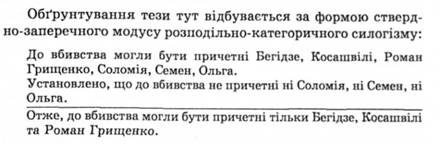 Обґрунтування тези тут відбувається за формою стверд-
но-заперечного модусу розподільно-категоричного силогізму:
До вбивства могли бути причетні Бегідзе, Косашвілі, Роман
Грищенко, Соломія, Семен, Ольга.
Установлено, що до вбивства не причетні ні Соломія, ні Семен, ні
Ольга.
Отже, до вбивства могли бути причетні тільки Бегідзе, Косашвілі
та Роман Грищенко.